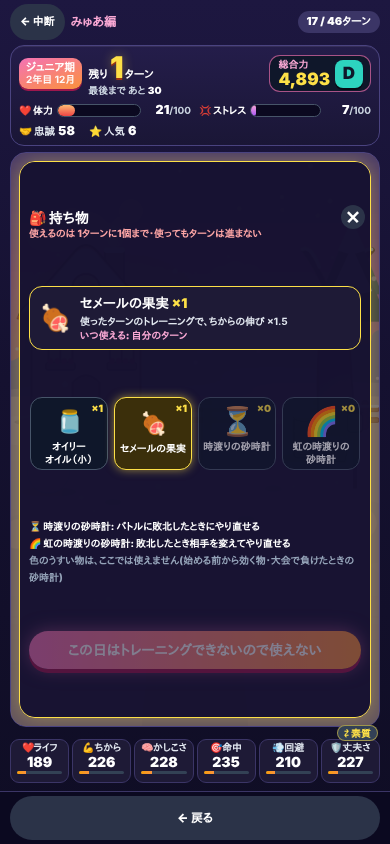 ← 中断
みゅあ編
17 / 46ターン
ジュニア期
2年目 12月
残り1ターン
最後まで あと 30
総合力
4,893 D
体力 21/100
ストレス 7/100
忠誠 58
人気 6
持ち物
使えるのは 1ターンに1個まで・使ってもターンは進まない
×
セメールの果実 ×1
使ったターンのトレーニングで、ちからの伸び ×1.5
いつ使える: 自分のターン
×1
オイリー
オイル（小）
×1
セメールの果実
×0
時渡りの砂時計
×0
虹の時渡りの
砂時計
時渡りの砂時計: バトルに敗北したときにやり直せる
虹の時渡りの砂時計: 敗北したとき相手を変えてやり直せる
色のうすい物は、ここでは使えません(始める前から効く物・大会で負けたときの
砂時計)
この日はトレーニングできないので使えない
素質
ライフ
189
ちから
226
かしこさ
228
命中
235
回避
210
丈夫さ
227
← 戻る